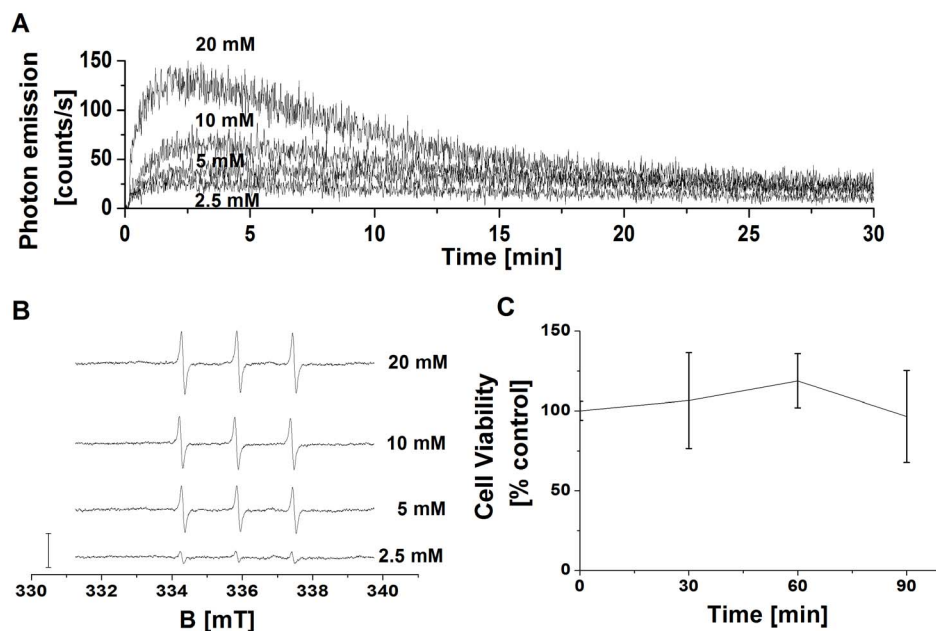 A
Photon emission
[counts/s]
150
100
50
0
20 mM
10 mM
5 mM
2.5 mM
0 5 10 15 20 25 30
Time [min]
B
20 mM
10 mM
5 mM
2.5 mM
330 332 334 336 338 340
B [mT]
C
Cell Viability
[% control]
150
100
50
0
0 30 60 90
Time [min]